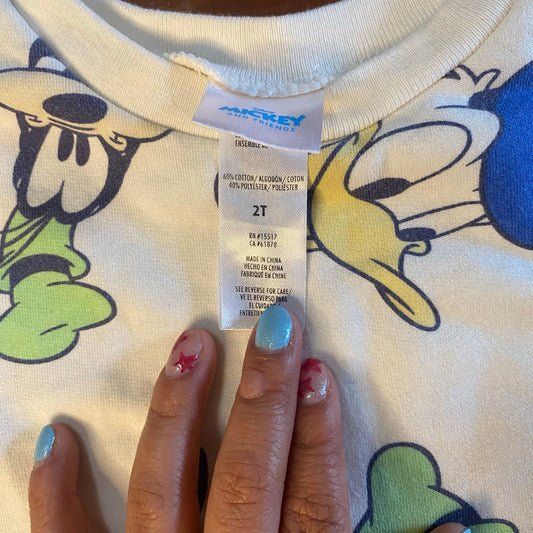 MICKEY
AND FRIENDS
ENSEMBLE DE
60% COTTON/ALGODÓN/COTON
40% POLYESTER/POLIÉSTER
2T
RN #15517
CA #61878
MADE IN CHINA
HECHO EN CHINA
FABRIQUÉ EN CHINE
SEE REVERSE FOR CARE/
VE EL REVERSO PARA
EL CUIDADO